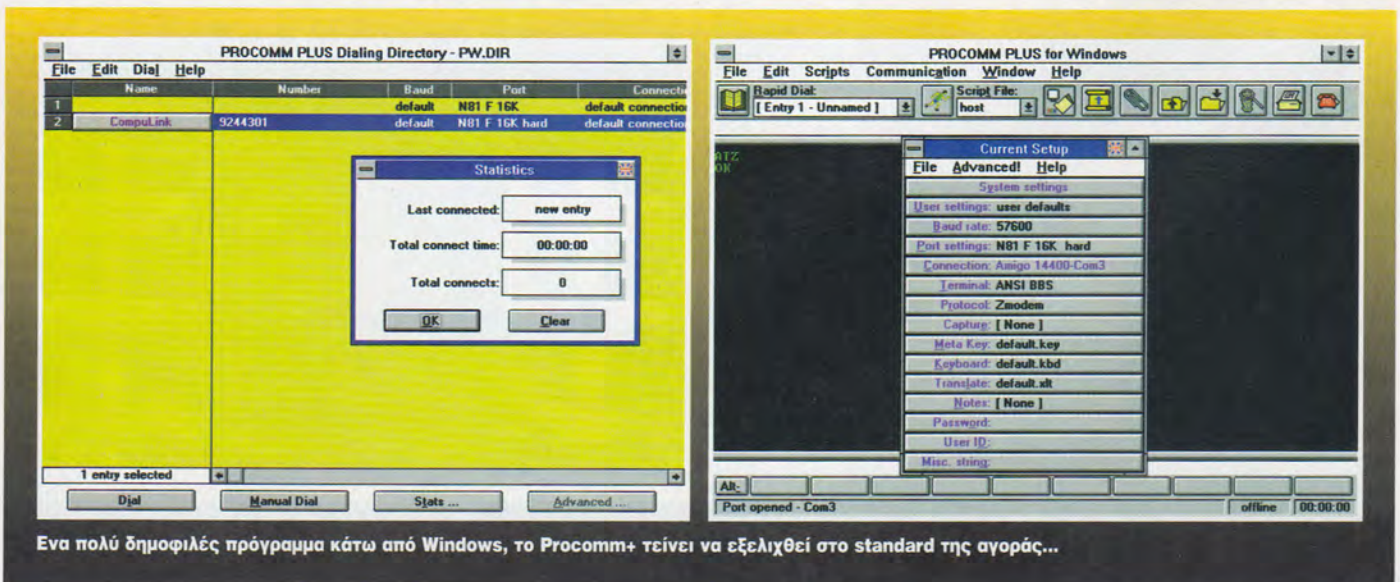 PROCOMM PLUS Dialing Directory - PW.DIR
File Edit Dial Help
Name Number Baud Port Connecti
1 default N81 F 16K default connection
2 CompuLink 9244301 default N81 F 16K hard default connection
Statistics
Last connected: new entry
Total connect time: 00:00:00
Total connects: 0
OK Clear
1 entry selected
Dial Manual Dial Stats ... Advanced ...
PROCOMM PLUS for Windows
File Edit Scripts Communication Window Help
Rapid Dial: Script File:
[ Entry 1 - Unnamed ] host
ATZ
OK
Current Setup
File Advanced! Help
System settings
User settings: user defaults
Baud rate: 57600
Port settings: N81 F 16K hard
Connection: Amigo 14400-Com3
Terminal: ANSI BBS
Protocol: Zmodem
Capture: [ None ]
Meta Key: default.key
Keyboard: default.kbd
Translate: default.xlt
Notes: [ None ]
Password:
User ID:
Misc. string:
Alt-
Port opened - Com3 offline 00:00:00
Ενα πολύ δημοφιλές πρόγραμμα κάτω από Windows, το Procomm+ τείνει να εξελιχθεί στο standard της αγοράς...